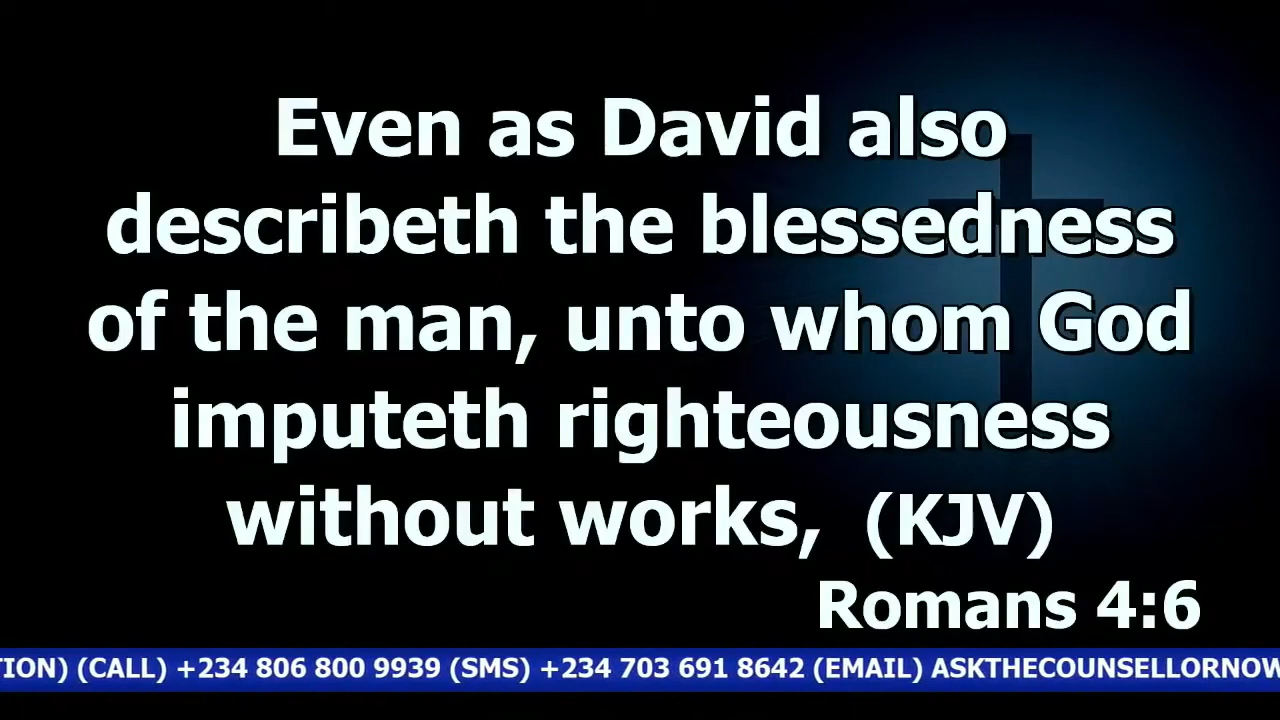 Even as David also
describeth the blessedness
of the man, unto whom God
imputeth righteousness
without works, (KJV)
Romans 4:6
TION) (CALL) +234 806 800 9939 (SMS) +234 703 691 8642 (EMAIL) ASKTHECOUNSELLORNOW